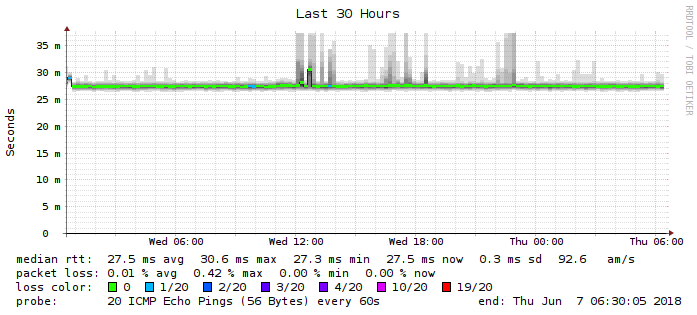 Last 30 Hours
RRDTOOL / TOBI OETIKER
Seconds
35 m
30 m
25 m
20 m
15 m
10 m
5 m
0
Wed 06:00 Wed 12:00 Wed 18:00 Thu 00:00 Thu 06:00
median rtt: 27.5 ms avg 30.6 ms max 27.3 ms min 27.5 ms now 0.3 ms sd 92.6 am/s
packet loss: 0.01 % avg 0.42 % max 0.00 % min 0.00 % now
loss color: 0 1/20 2/20 3/20 4/20 10/20 19/20
probe: 20 ICMP Echo Pings (56 Bytes) every 60s end: Thu Jun 7 06:30:05 2018